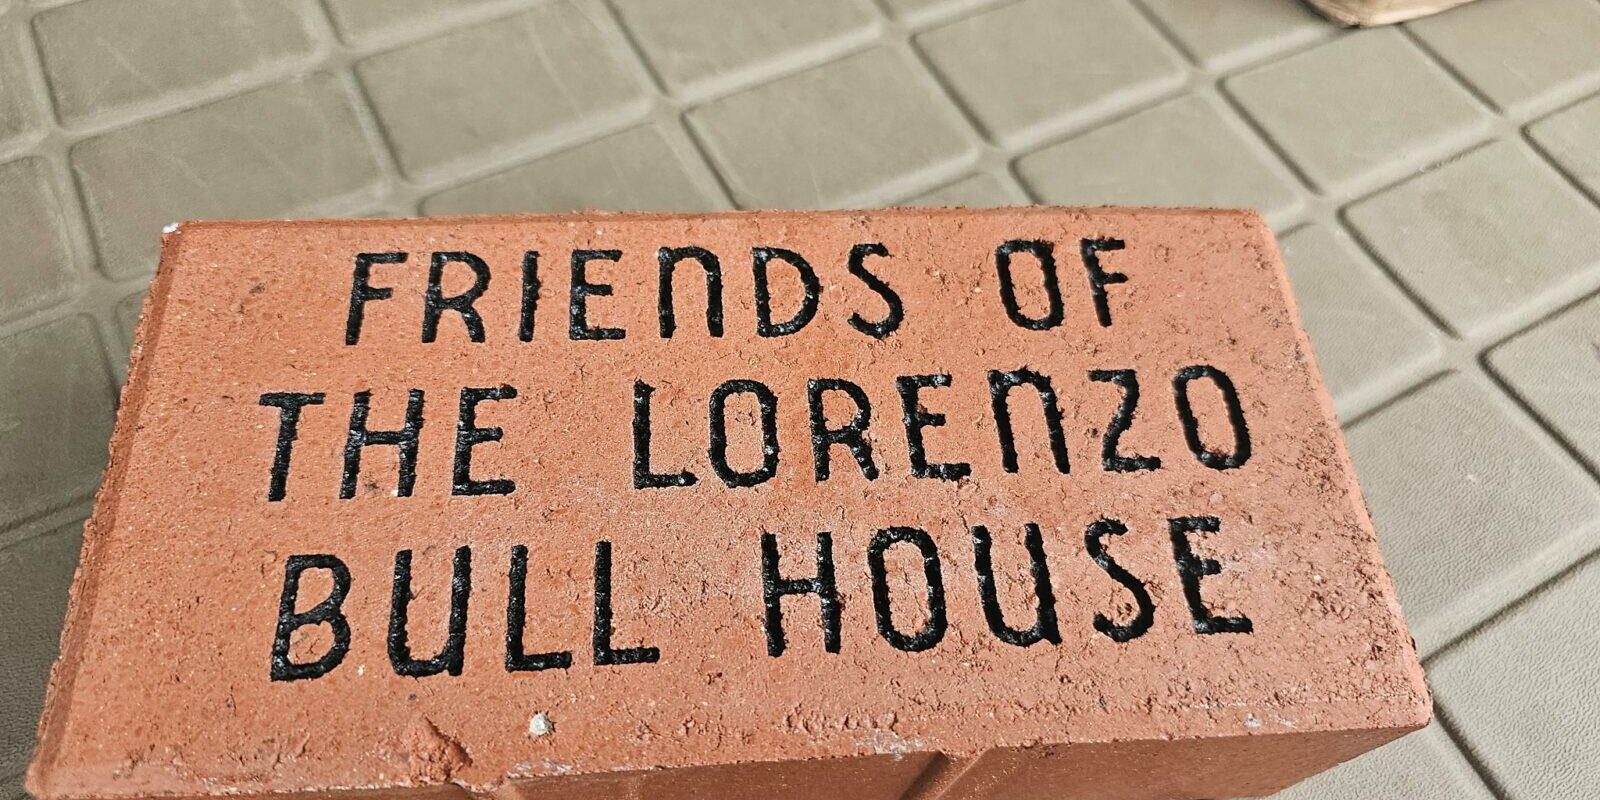 FRIENDS OF
THE LORENZO
BULL HOUSE